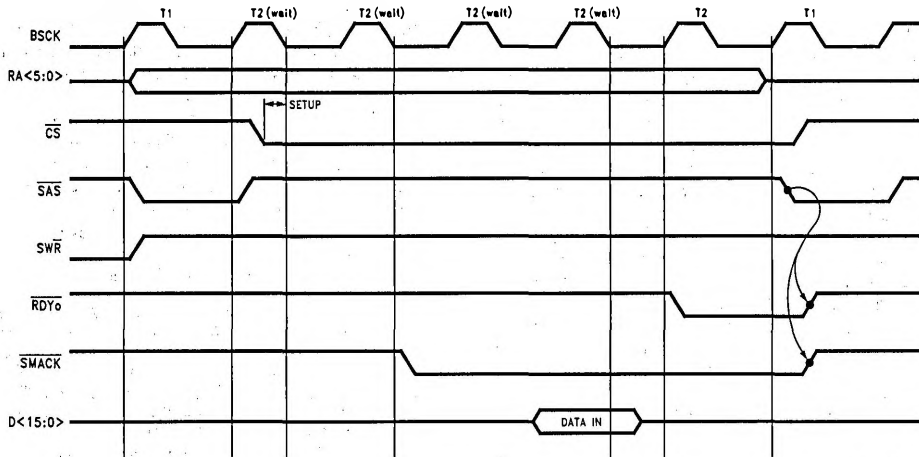 T1 T2 (wait) T2 (wait) T2 (wait) T2 (wait) T2 T1
BSCK
RA<5:0>
SETUP
CS
SAS
SWR
RDYo
SMACK
D<15:0> DATA IN